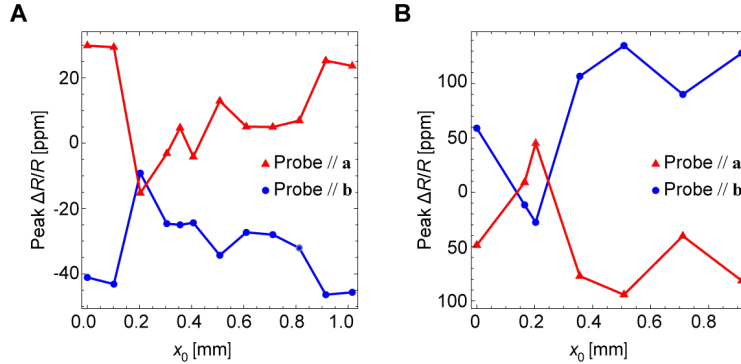 A
Peak ΔR/R [ppm]
20
0
-20
-40
Probe // a
Probe // b
0.0 0.2 0.4 0.6 0.8 1.0
x0 [mm]
B
Peak ΔR/R [ppm]
100
50
0
50
100
Probe // a
Probe // b
0.0 0.2 0.4 0.6 0.8
x0 [mm]